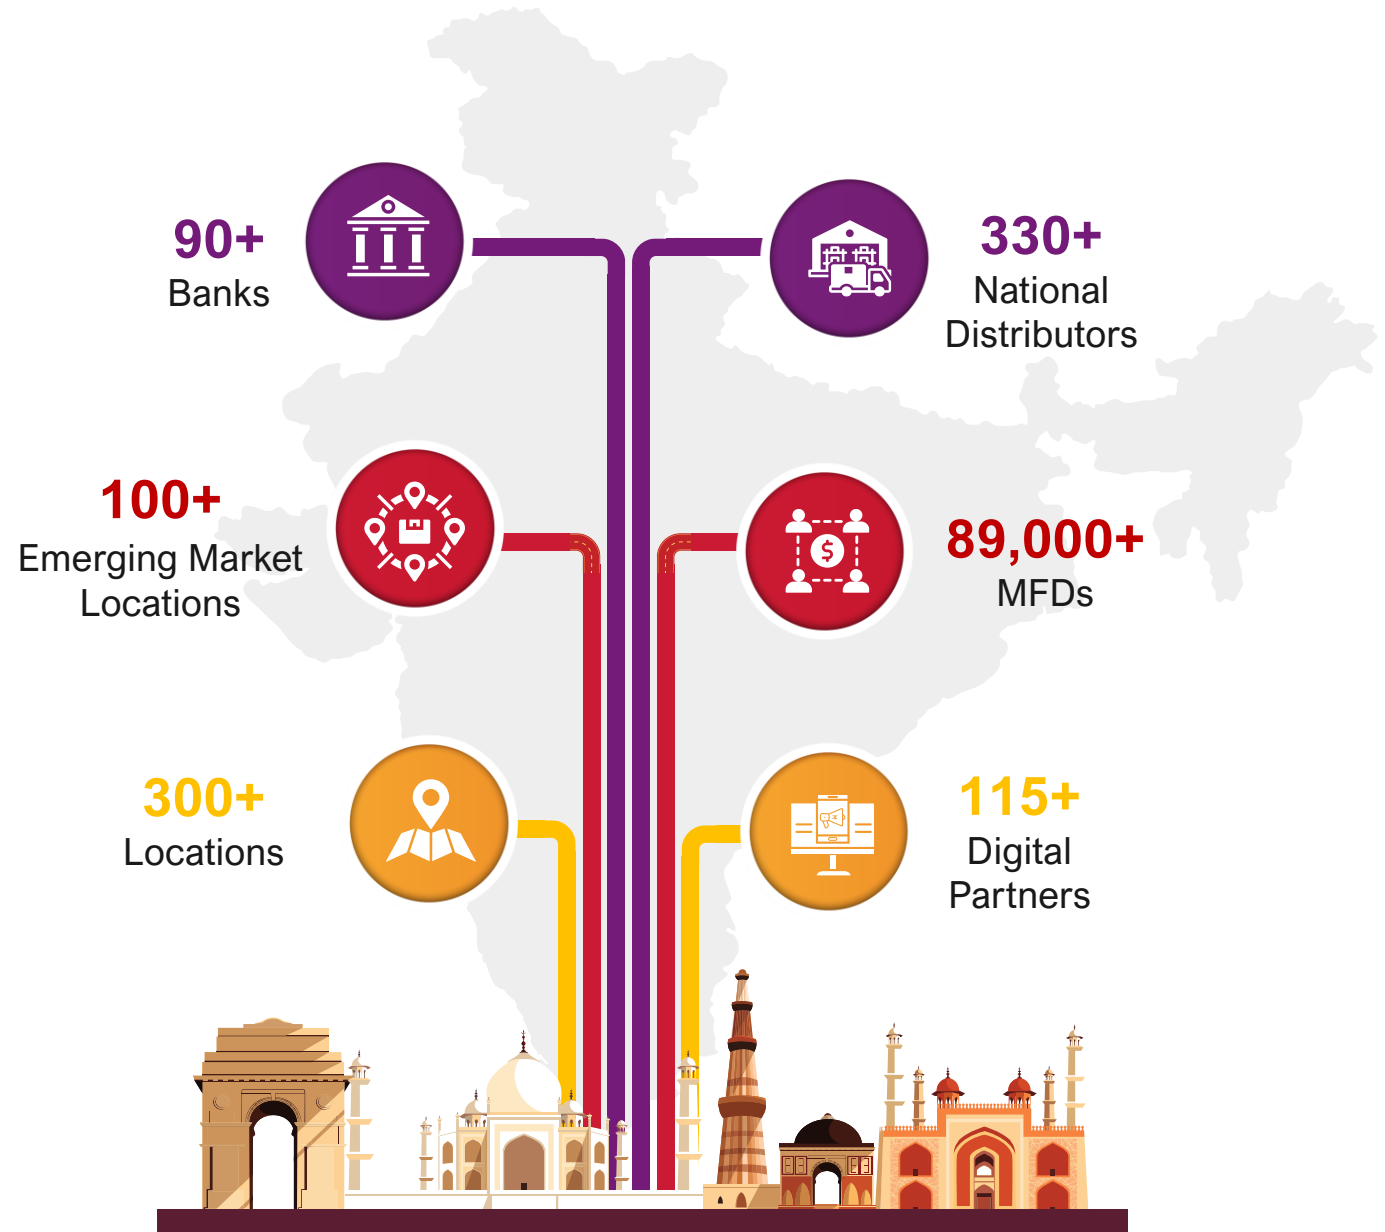 90+
Banks
330+
National
Distributors
100+
Emerging Market
Locations
89,000+
MFDs
300+
Locations
115+
Digital
Partners